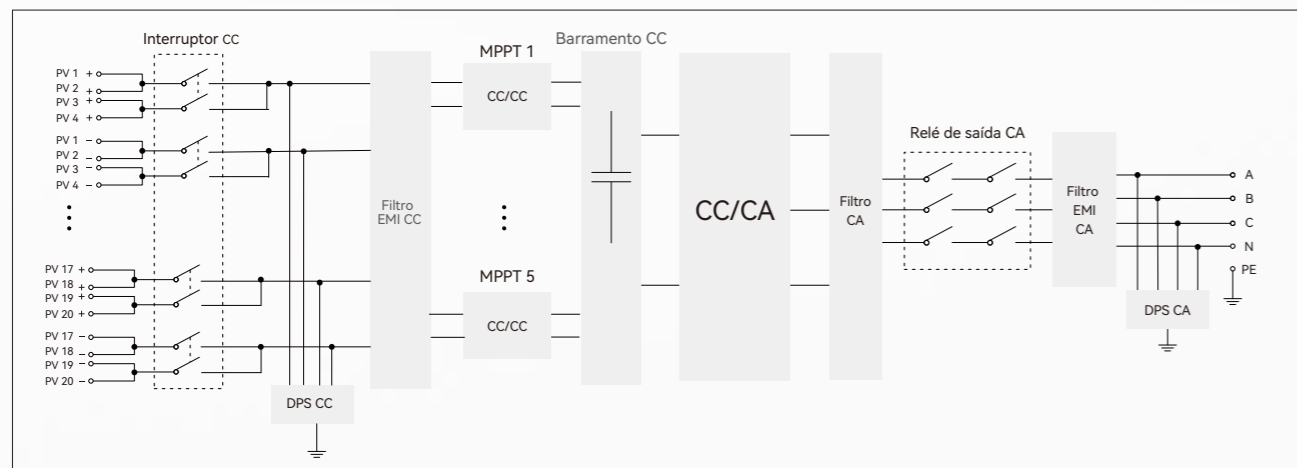 Interruptor CC
PV 1 +
PV 2 +
PV 3 +
PV 4 +
PV 1 −
PV 2 −
PV 3 −
PV 4 −
PV 17 +
PV 18 +
PV 19 +
PV 20 +
PV 17 −
PV 18 −
PV 19 −
PV 20 −
DPS CC
Filtro
EMI CC
MPPT 1
CC/CC
MPPT 5
CC/CC
Barramento CC
CC/CA
Filtro
CA
Relé de saída CA
Filtro
EMI
CA
A
B
C
N
PE
DPS CA